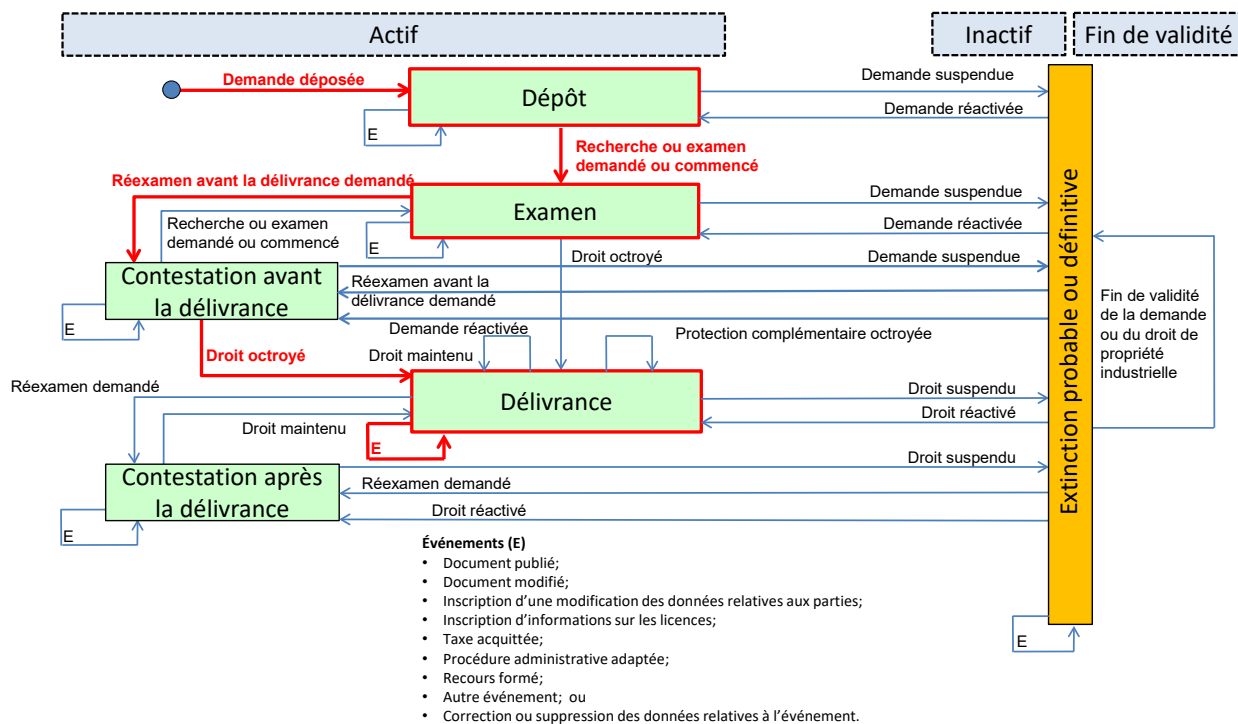 Actif
Inactif
Fin de validité
Demande déposée
Dépôt
Demande suspendue
Demande réactivée
E
Recherche ou examen
demandé ou commencé
Réexamen avant la délivrance demandé
Examen
Demande suspendue
Demande réactivée
Recherche ou examen
demandé ou commencé
E
Droit octroyé
Demande suspendue
Contestation avant
la délivrance
Réexamen avant la
délivrance demandé
E
Demande réactivée
Protection complémentaire octroyée
Droit octroyé
Droit maintenu
Fin de validité
de la demande
ou du droit de
propriété
industrielle
Extinction probable ou définitive
Réexamen demandé
Délivrance
Droit suspendu
Droit réactivé
Droit maintenu
E
Contestation après
la délivrance
Droit suspendu
Réexamen demandé
Droit réactivé
E
Événements (E)
• Document publié;
• Document modifié;
• Inscription d’une modification des données relatives aux parties;
• Inscription d’informations sur les licences;
• Taxe acquittée;
• Procédure administrative adaptée;
• Recours formé;
• Autre événement; ou
• Correction ou suppression des données relatives à l’événement.
E